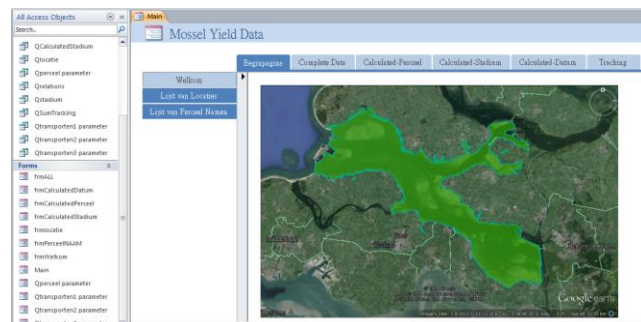 All Access Objects
Search..
QCalculatedStadium
Qlocatie
Qperceel parameter
Qrelations
Qstadium
QSumTracking
Qtransporten1 parameter
Qtransporten2 parameter
Qtransporten3 parameter
Forms
frmALL
frmCalculatedDatum
frmCalculatedPerceel
frmCalculatedStadium
frmlocatie
frmPerceelNAAM
frmWelkom
Main
Qperceel parameter
Qtransporten1 parameter
Qtransporten2 parameter
Main
Mossel Yield Data
Beginpagina
Complete Data
Calculated-Perceel
Calculated-Stadium
Calculated-Datum
Tracking
Welkom
Lijst van Locaties
Lijst van Perceel Namen
Google earth